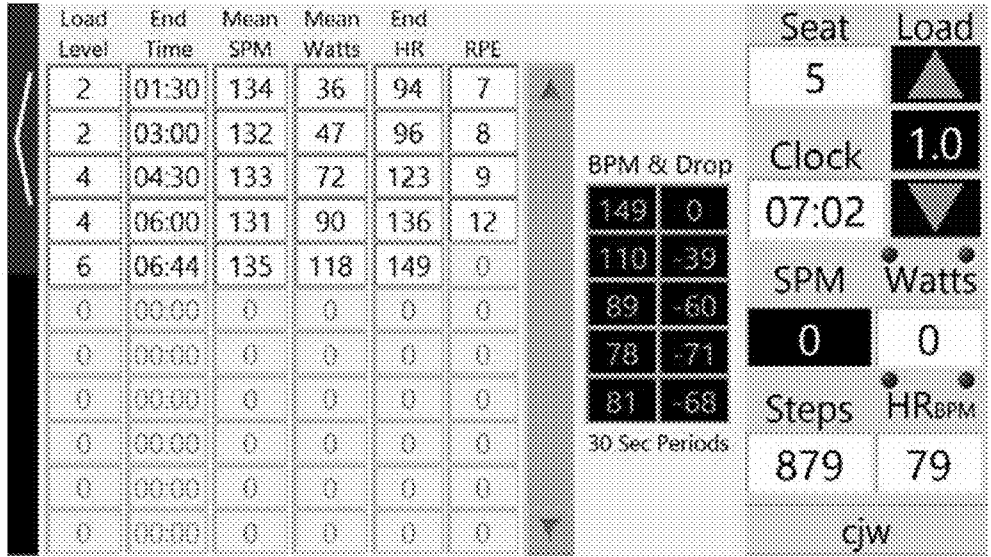 Load End Mean Mean End
Level Time SPM Watts HR RPE
2 01:30 134 36 94 7
2 03:00 132 47 96 8
4 04:30 133 72 123 9
4 06:00 131 90 136 12
6 06:44 135 118 149 0
0 00:00 0 0 0 0
0 00:00 0 0 0 0
0 00:00 0 0 0 0
0 00:00 0 0 0 0
0 00:00 0 0 0 0
0 00:00 0 0 0 0
BPM & Drop
149 0
110 -39
89 -60
78 -71
81 -68
30 Sec Periods
Seat Load
5
1.0
Clock
07:02
SPM Watts
0 0
Steps HR BPM
879 79
cjw